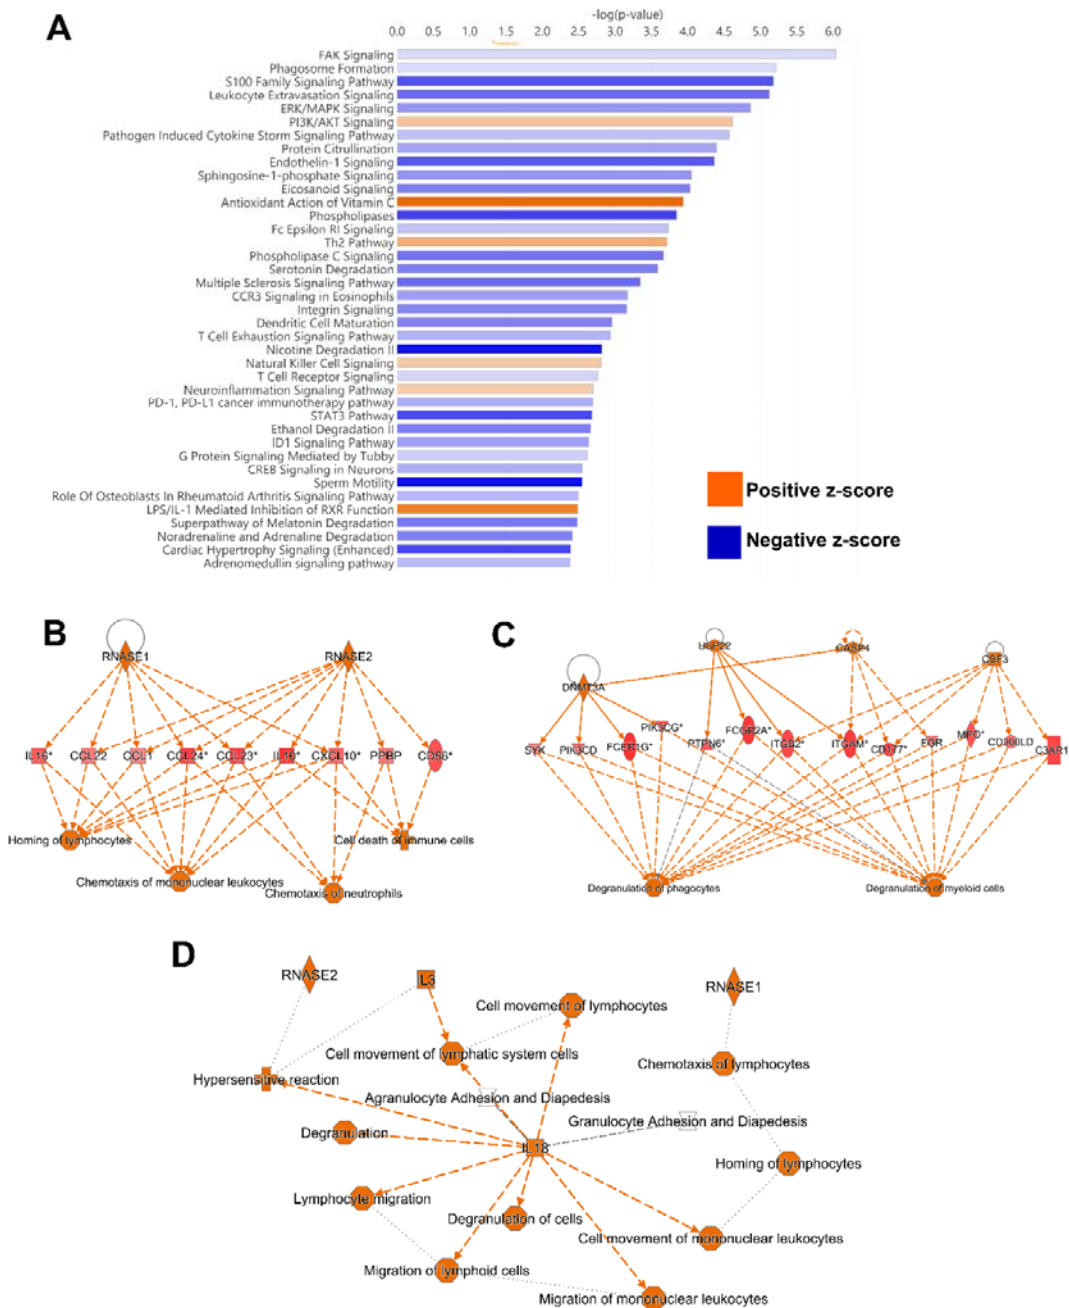 A
-log(p-value)
0.0 0.5 1.0 1.5 2.0 2.5 3.0 3.5 4.0 4.5 5.0 5.5 6.0
Threshold
FAK Signaling
Phagosome Formation
S100 Family Signaling Pathway
Leukocyte Extravasation Signaling
ERK/MAPK Signaling
PI3K/AKT Signaling
Pathogen Induced Cytokine Storm Signaling Pathway
Protein Citrullination
Endothelin-1 Signaling
Sphingosine-1-phosphate Signaling
Eicosanoid Signaling
Antioxidant Action of Vitamin C
Phospholipases
Fc Epsilon RI Signaling
Th2 Pathway
Phospholipase C Signaling
Serotonin Degradation
Multiple Sclerosis Signaling Pathway
CCR3 Signaling in Eosinophils
Integrin Signaling
Dendritic Cell Maturation
T Cell Exhaustion Signaling Pathway
Nicotine Degradation II
Natural Killer Cell Signaling
T Cell Receptor Signaling
Neuroinflammation Signaling Pathway
PD-1, PD-L1 cancer immunotherapy pathway
STAT3 Pathway
Ethanol Degradation II
ID1 Signaling Pathway
G Protein Signaling Mediated by Tubby
CREB Signaling in Neurons
Sperm Motility
Role Of Osteoblasts In Rheumatoid Arthritis Signaling Pathway
LPS/IL-1 Mediated Inhibition of RXR Function
Superpathway of Melatonin Degradation
Noradrenaline and Adrenaline Degradation
Cardiac Hypertrophy Signaling (Enhanced)
Adrenomedullin signaling pathway
Positive z-score
Negative z-score
B
RNASE1 RNASE2
IL16* CCL22 CCL1 CCL24* CCL23* IL16* CXCL10* PPBP CD86*
Homing of lymphocytes Cell death of immune cells
Chemotaxis of mononuclear leukocytes
Chemotaxis of neutrophils
C
USP22 CASP4 CSF3
DNMT3A
PIK3CG* FCGR2A* MPO*
SYK PIK3CD FCER1G* PTPN6* ITGB2* ITGAM* CD177* FGR CD300LD C3AR1
Degranulation of phagocytes Degranulation of myeloid cells
D
RNASE2 IL3 RNASE1
Cell movement of lymphocytes
Cell movement of lymphatic system cells
Chemotaxis of lymphocytes
Hypersensitive reaction
Agranulocyte Adhesion and Diapedesis
Granulocyte Adhesion and Diapedesis
Degranulation
IL18
Homing of lymphocytes
Lymphocyte migration
Degranulation of cells
Cell movement of mononuclear leukocytes
Migration of lymphoid cells
Migration of mononuclear leukocytes